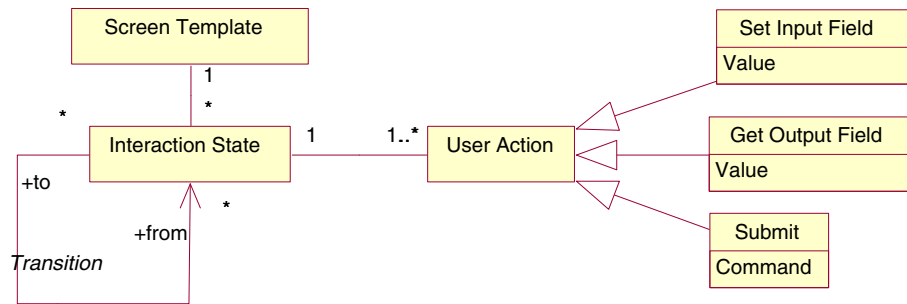 Screen Template
Set Input Field
Value
1
*
*
Interaction State
1
1..*
User Action
Get Output Field
Value
+to
*
+from
Transition
Submit
Command